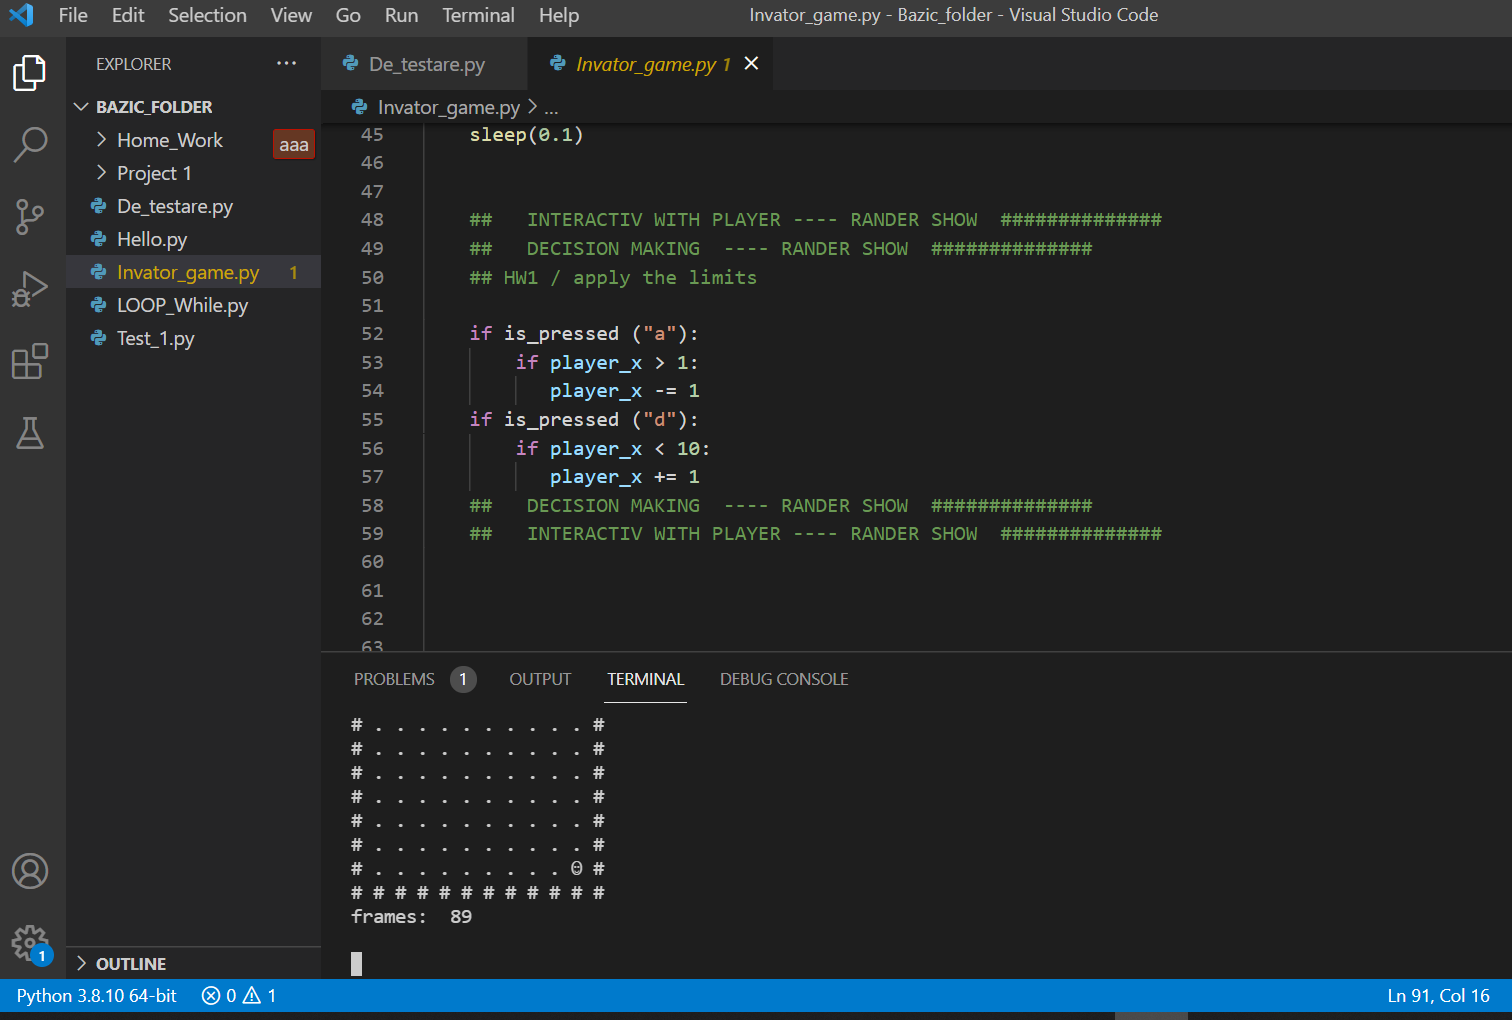 File Edit Selection View Go Run Terminal Help Invator_game.py - Bazic_folder - Visual Studio Code
EXPLORER ...
BAZIC_FOLDER
Home_Work
aaa
Project 1
De_testare.py
Hello.py
Invator_game.py 1
LOOP_While.py
Test_1.py
OUTLINE
De_testare.py Invator_game.py 1
Invator_game.py > ...
45 sleep(0.1)
46
47
48 ##   INTERACTIV WITH PLAYER ---- RANDER SHOW  ##############
49 ##   DECISION MAKING  ---- RANDER SHOW  ##############
50 ## HW1 / apply the limits
51
52 if is_pressed ("a"):
53     if player_x > 1:
54        player_x -= 1
55 if is_pressed ("d"):
56     if player_x < 10:
57        player_x += 1
58 ##   DECISION MAKING  ---- RANDER SHOW  ##############
59 ##   INTERACTIV WITH PLAYER ---- RANDER SHOW  ##############
60
61
62
63
PROBLEMS 1 OUTPUT TERMINAL DEBUG CONSOLE
# . . . . . . . . . . #
# . . . . . . . . . . #
# . . . . . . . . . . #
# . . . . . . . . . . #
# . . . . . . . . . . #
# . . . . . . . . . . #
# . . . . . . . . . ☺ #
# # # # # # # # # # # #
frames:  89
1
Python 3.8.10 64-bit 0 1 Ln 91, Col 16